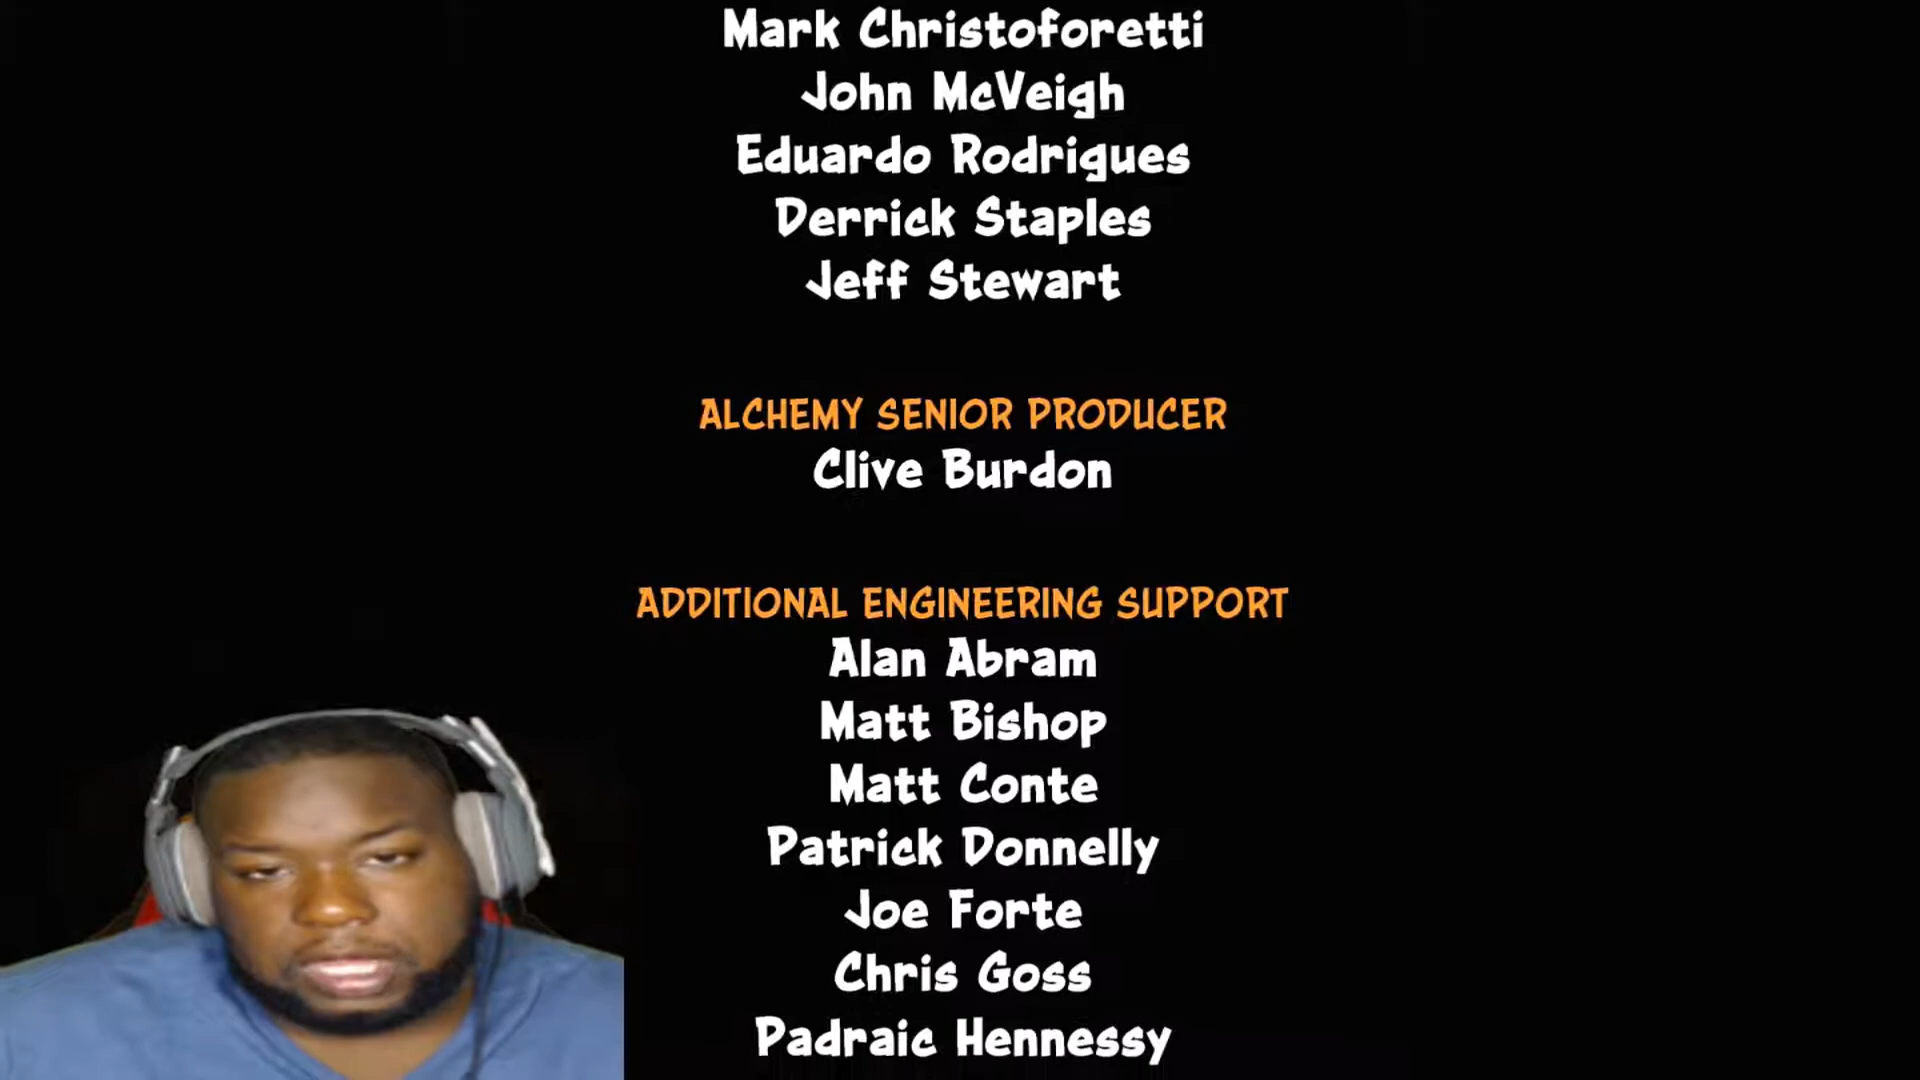 Mark Christoforetti
John McVeigh
Eduardo Rodrigues
Derrick Staples
Jeff Stewart
ALCHEMY SENIOR PRODUCER
Clive Burdon
ADDITIONAL ENGINEERING SUPPORT
Alan Abram
Matt Bishop
Matt Conte
Patrick Donnelly
Joe Forte
Chris Goss
Padraic Hennessy